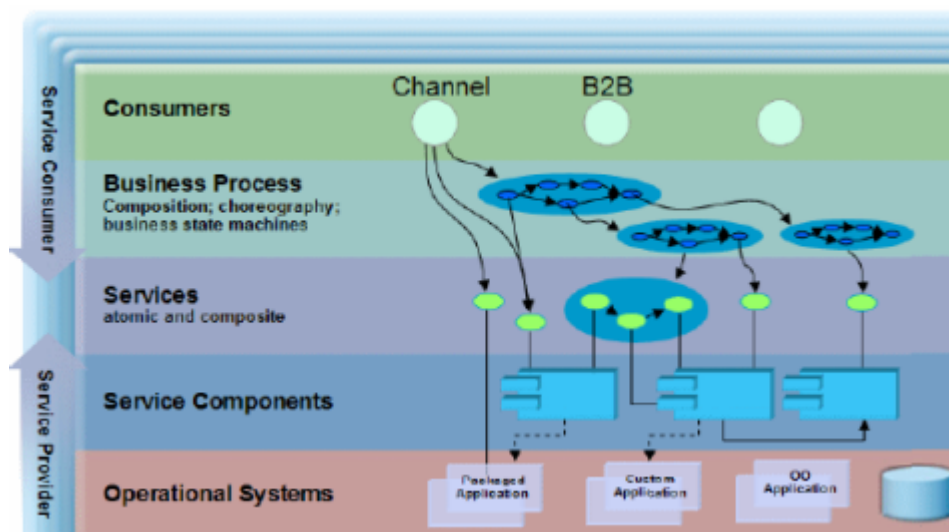 Channel
B2B
Consumers
Business Process
Composition; choreography;
business state machines
Services
atomic and composite
Service Components
Operational Systems
Packaged
Application
Custom
Application
OO
Application
Service Consumer
Service Provider